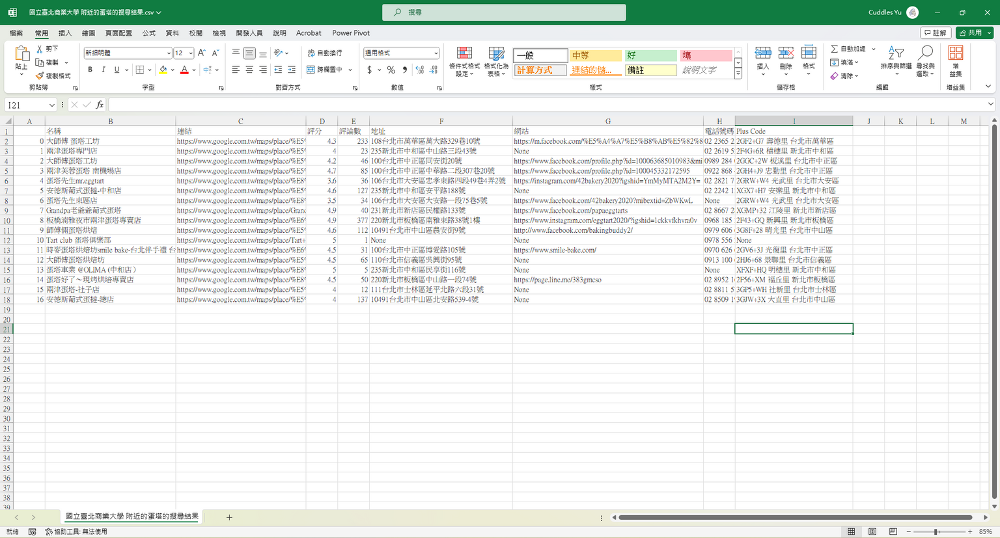 國立臺北商業大學 附近的蛋塔的搜尋結果.csv
搜尋
Cuddles Yu
檔案 常用 插入 繪圖 頁面配置 公式 資料 校閱 檢視 開發人員 說明 Acrobat Power Pivot
註解 共用
貼上 剪下 複製 複製格式
新細明體 12
自動換行 跨欄置中
通用格式
條件式格式設定 格式化為表格
一般 中等 好 壞
計算方式 連結的儲... 備註 說明文字
插入 刪除 格式
自動加總 填滿 清除 排序與篩選 尋找與選取 增益集
剪貼簿 字型 對齊方式 數值 樣式 儲存格 編輯 增益集
I21 fx
A B C D E F G H I J K L M
1 名稱 連結 評分 評論數 地址 網站 電話號碼 Plus Code
2 0 大師傅 蛋塔工坊 https://www.google.com.tw/maps/place/%E5% 4.3 233 108台北市萬華區萬大路329巷10號 https://m.facebook.com/%E5%A4%A7%E5%B8%AB%E5%82%8 02 2365 2 2GF2+G7 壽德里 台北市萬華區
3 1 兩津蛋塔專門店 https://www.google.com.tw/maps/place/%E5% 4 23 235新北市中和區中山路三段43號 None 02 2619 5 2F4G+6R 積穗里 新北市中和區
4 2 大師傅蛋塔工坊 https://www.google.com.tw/maps/place/%E5% 4.2 46 100台北市中正區同安街20號 https://www.facebook.com/profile.php?id=100063685010983&mi 0989 284 2GGC+2W 板溪里 台北市中正區
5 3 兩津芙蓉蛋塔 南機場店 https://www.google.com.tw/maps/place/%E5% 4.7 85 100台北市中正區中華路二段307巷20號 https://www.facebook.com/profile.php?id=100045332172595 0922 868 2GH4+J9 忠勤里 台北市中正區
6 4 蛋塔先生mr.eggtart https://www.google.com.tw/maps/place/%E8% 3.6 36 106台北市大安區忠孝東路四段49巷4弄2號 https://instagram.com/42bakery2020?igshid=YmMyMTA2M2Y= 02 2821 7 2GRW+W4 光武里 台北市大安區
7 5 安德斯葡式蛋撻-中和店 https://www.google.com.tw/maps/place/%E5% 4.6 127 235新北市中和區安平路188號 None 02 2242 1 XGX7+H7 安樂里 新北市中和區
8 6 蛋塔先生東區店 https://www.google.com.tw/maps/place/%E8% 3.5 34 106台北市大安區大安路一段75巷5號 https://www.facebook.com/42bakery2020?mibextid=ZbWKwL None 2GRW+W4 光武里 台北市大安區
9 7 Grandpa老爺爺葡式蛋塔 https://www.google.com.tw/maps/place/Gran 4.9 40 231新北市新店區民權路133號 https://www.facebook.com/papaeggtarts 02 8667 2 XGMP+32 江陵里 新北市新店區
10 8 板橋湳雅夜市兩津蛋塔專賣店 https://www.google.com.tw/maps/place/%E6% 4.9 377 220新北市板橋區南雅東路38號1樓 https://www.instagram.com/eggtart2020/?igshid=1ckkvfkhvra0v 0968 185 2F43+GQ 新興里 新北市板橋區
11 9 師傅倆蛋塔烘焙 https://www.google.com.tw/maps/place/%E5% 4.6 112 10491台北市中山區農安街9號 http://www.facebook.com/bakingbuddy2/ 0979 606 3G8F+28 晴光里 台北市中山區
12 10 Tart club 蛋塔俱樂部 https://www.google.com.tw/maps/place/Tart+ 5 1 None None 0978 556 None
13 11 時麥蛋塔烘焙坊smile bake-台北伴手禮 台 https://www.google.com.tw/maps/place/%E6% 4.5 31 100台北市中正區博愛路105號 https://www.smile-bake.com/ 0970 626 2GV6+3J 光復里 台北市中正區
14 12 大師傅蛋塔烘焙坊 https://www.google.com.tw/maps/place/%E5% 4.5 65 110台北市信義區吳興街95號 None 0913 100 2HJ6+68 景聯里 台北市信義區
15 13 蛋塔車業 @OLIMA (中和店） https://www.google.com.tw/maps/place/%E8% 5 5 235新北市中和區民享街116號 None None XFXF+HQ 明穗里 新北市中和區
16 14 蛋塔好了～現烤烘培專賣店 https://www.google.com.tw/maps/place/%E8% 4.5 50 220新北市板橋區中山路一段74號 https://page.line.me/383gmcso 02 8952 1 2F56+XM 福丘里 新北市板橋區
17 15 兩津蛋塔-社子店 https://www.google.com.tw/maps/place/%E5% 4 12 111台北市士林區延平北路六段31號 None 02 8811 5 3GP5+WH 社新里 台北市士林區
18 16 安德斯葡式蛋撻-總店 https://www.google.com.tw/maps/place/%E5% 4 137 10491台北市中山區北安路539-4號 None 02 8509 1 3GJW+3X 大直里 台北市中山區
19
20
21
22
23
24
25
26
27
28
29
30
31
32
33
34
35
36
37
38
39
國立臺北商業大學 附近的蛋塔的搜尋結果
就緒 協助工具: 無法使用 85%